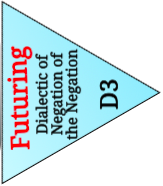 Futuring
Dialectic of
Negation of
the Negation
D3